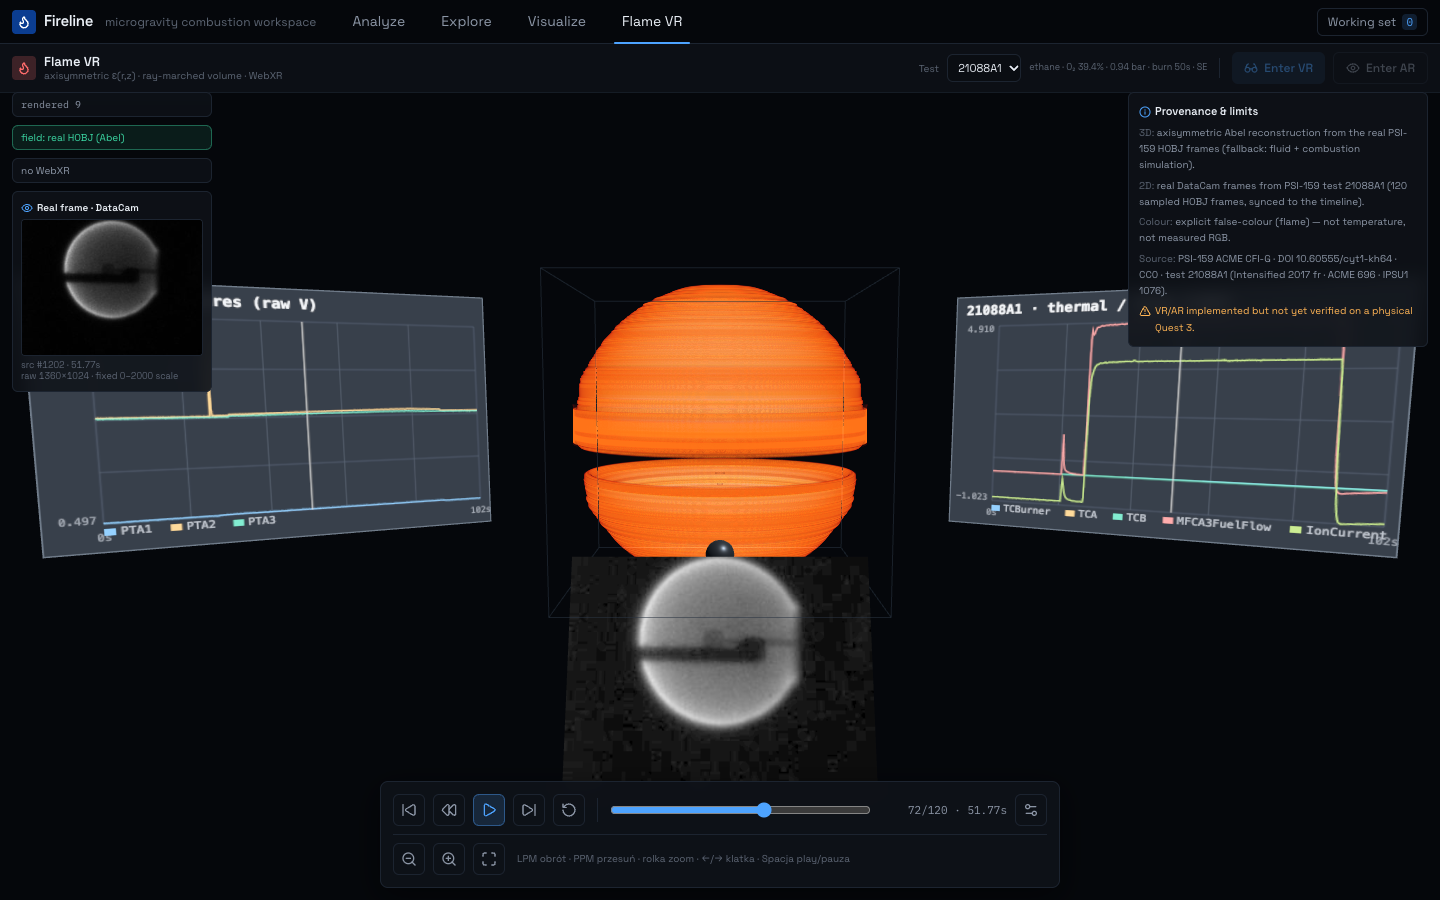 Fireline microgravity combustion workspace Analyze Explore Visualize Flame VR Working set 0
Flame VR
axisymmetric ε(r,z) · ray-marched volume · WebXR
Test 21088A1 ethane · O₂ 39.4% · 0.94 bar · burn 50s · SE Enter VR Enter AR
rendered 9
field: real HOBJ (Abel)
no WebXR
Real frame · DataCam
src #1202 · 51.77s
raw 1360×1024 · fixed 0–2000 scale
res (raw V)
0.497
0s
PTA1 PTA2 PTA3
102s
21088A1 · thermal /
4.910
-1.023
0s
TCBurner TCA TCB MFCA3FuelFlow IonCurrent
102s
Provenance & limits
3D: axisymmetric Abel reconstruction from the real PSI-
159 HOBJ frames (fallback: fluid + combustion
simulation).
2D: real DataCam frames from PSI-159 test 21088A1 (120
sampled HOBJ frames, synced to the timeline).
Colour: explicit false-colour (flame) — not temperature,
not measured RGB.
Source: PSI-159 ACME CFI-G · DOI 10.60555/cyt1-kh64 ·
CC0 · test 21088A1 (Intensified 2017 fr · ACME 696 · IPSU1
1076).
VR/AR implemented but not yet verified on a physical
Quest 3.
72/120 · 51.77s
LPM obrót · PPM przesuń · rolka zoom · ←/→ klatka · Spacja play/pauza